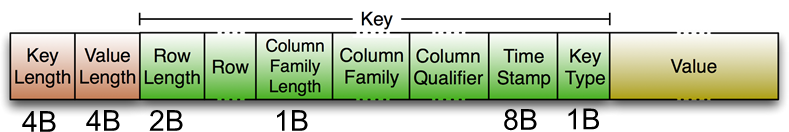 Key
Key Length
Value Length
Row Length
Row
Column Family Length
Column Family
Column Qualifier
Time Stamp
Key Type
Value
4B
4B
2B
1B
8B
1B